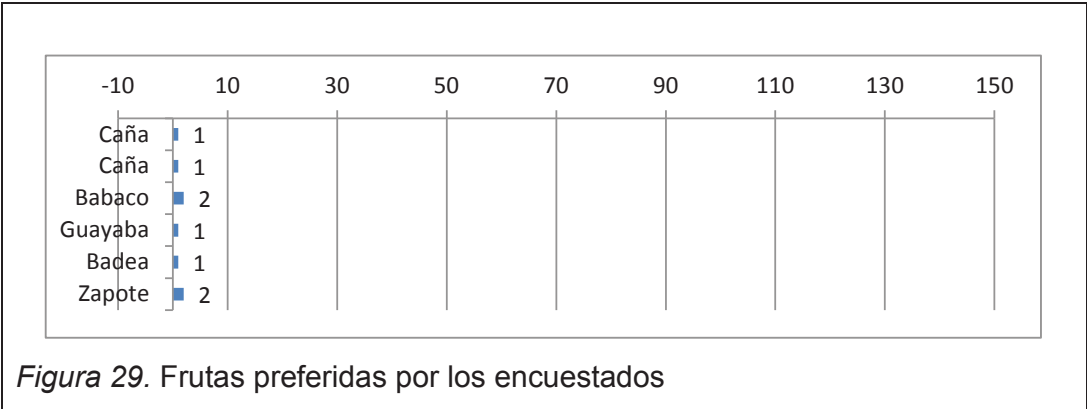 -10 10 30 50 70 90 110 130 150
Caña 1
Caña 1
Babaco 2
Guayaba 1
Badea 1
Zapote 2
Figura 29. Frutas preferidas por los encuestados